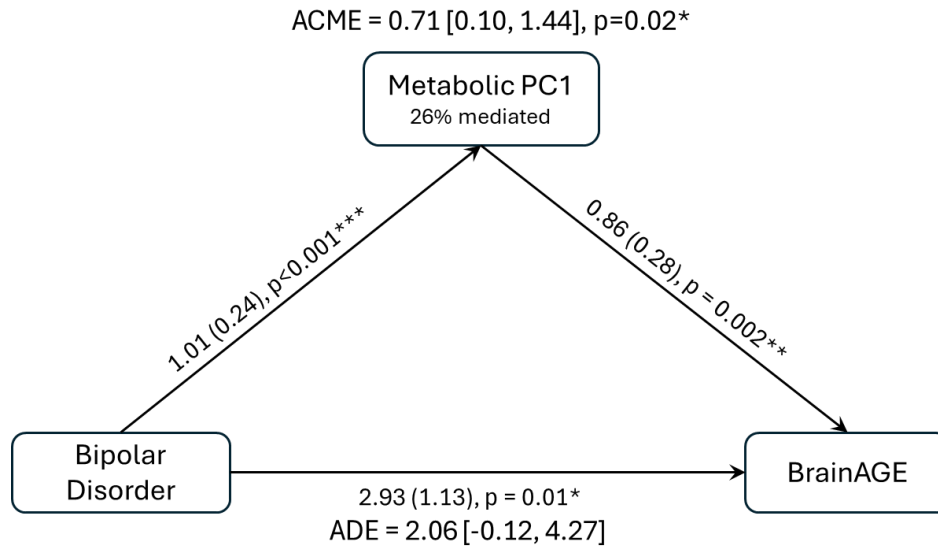 ACME = 0.71 [0.10, 1.44], p=0.02*
Metabolic PC1
26% mediated
1.01 (0.24), p<0.001***
0.86 (0.28), p = 0.002**
Bipolar
Disorder
BrainAGE
2.93 (1.13), p = 0.01*
ADE = 2.06 [-0.12, 4.27]